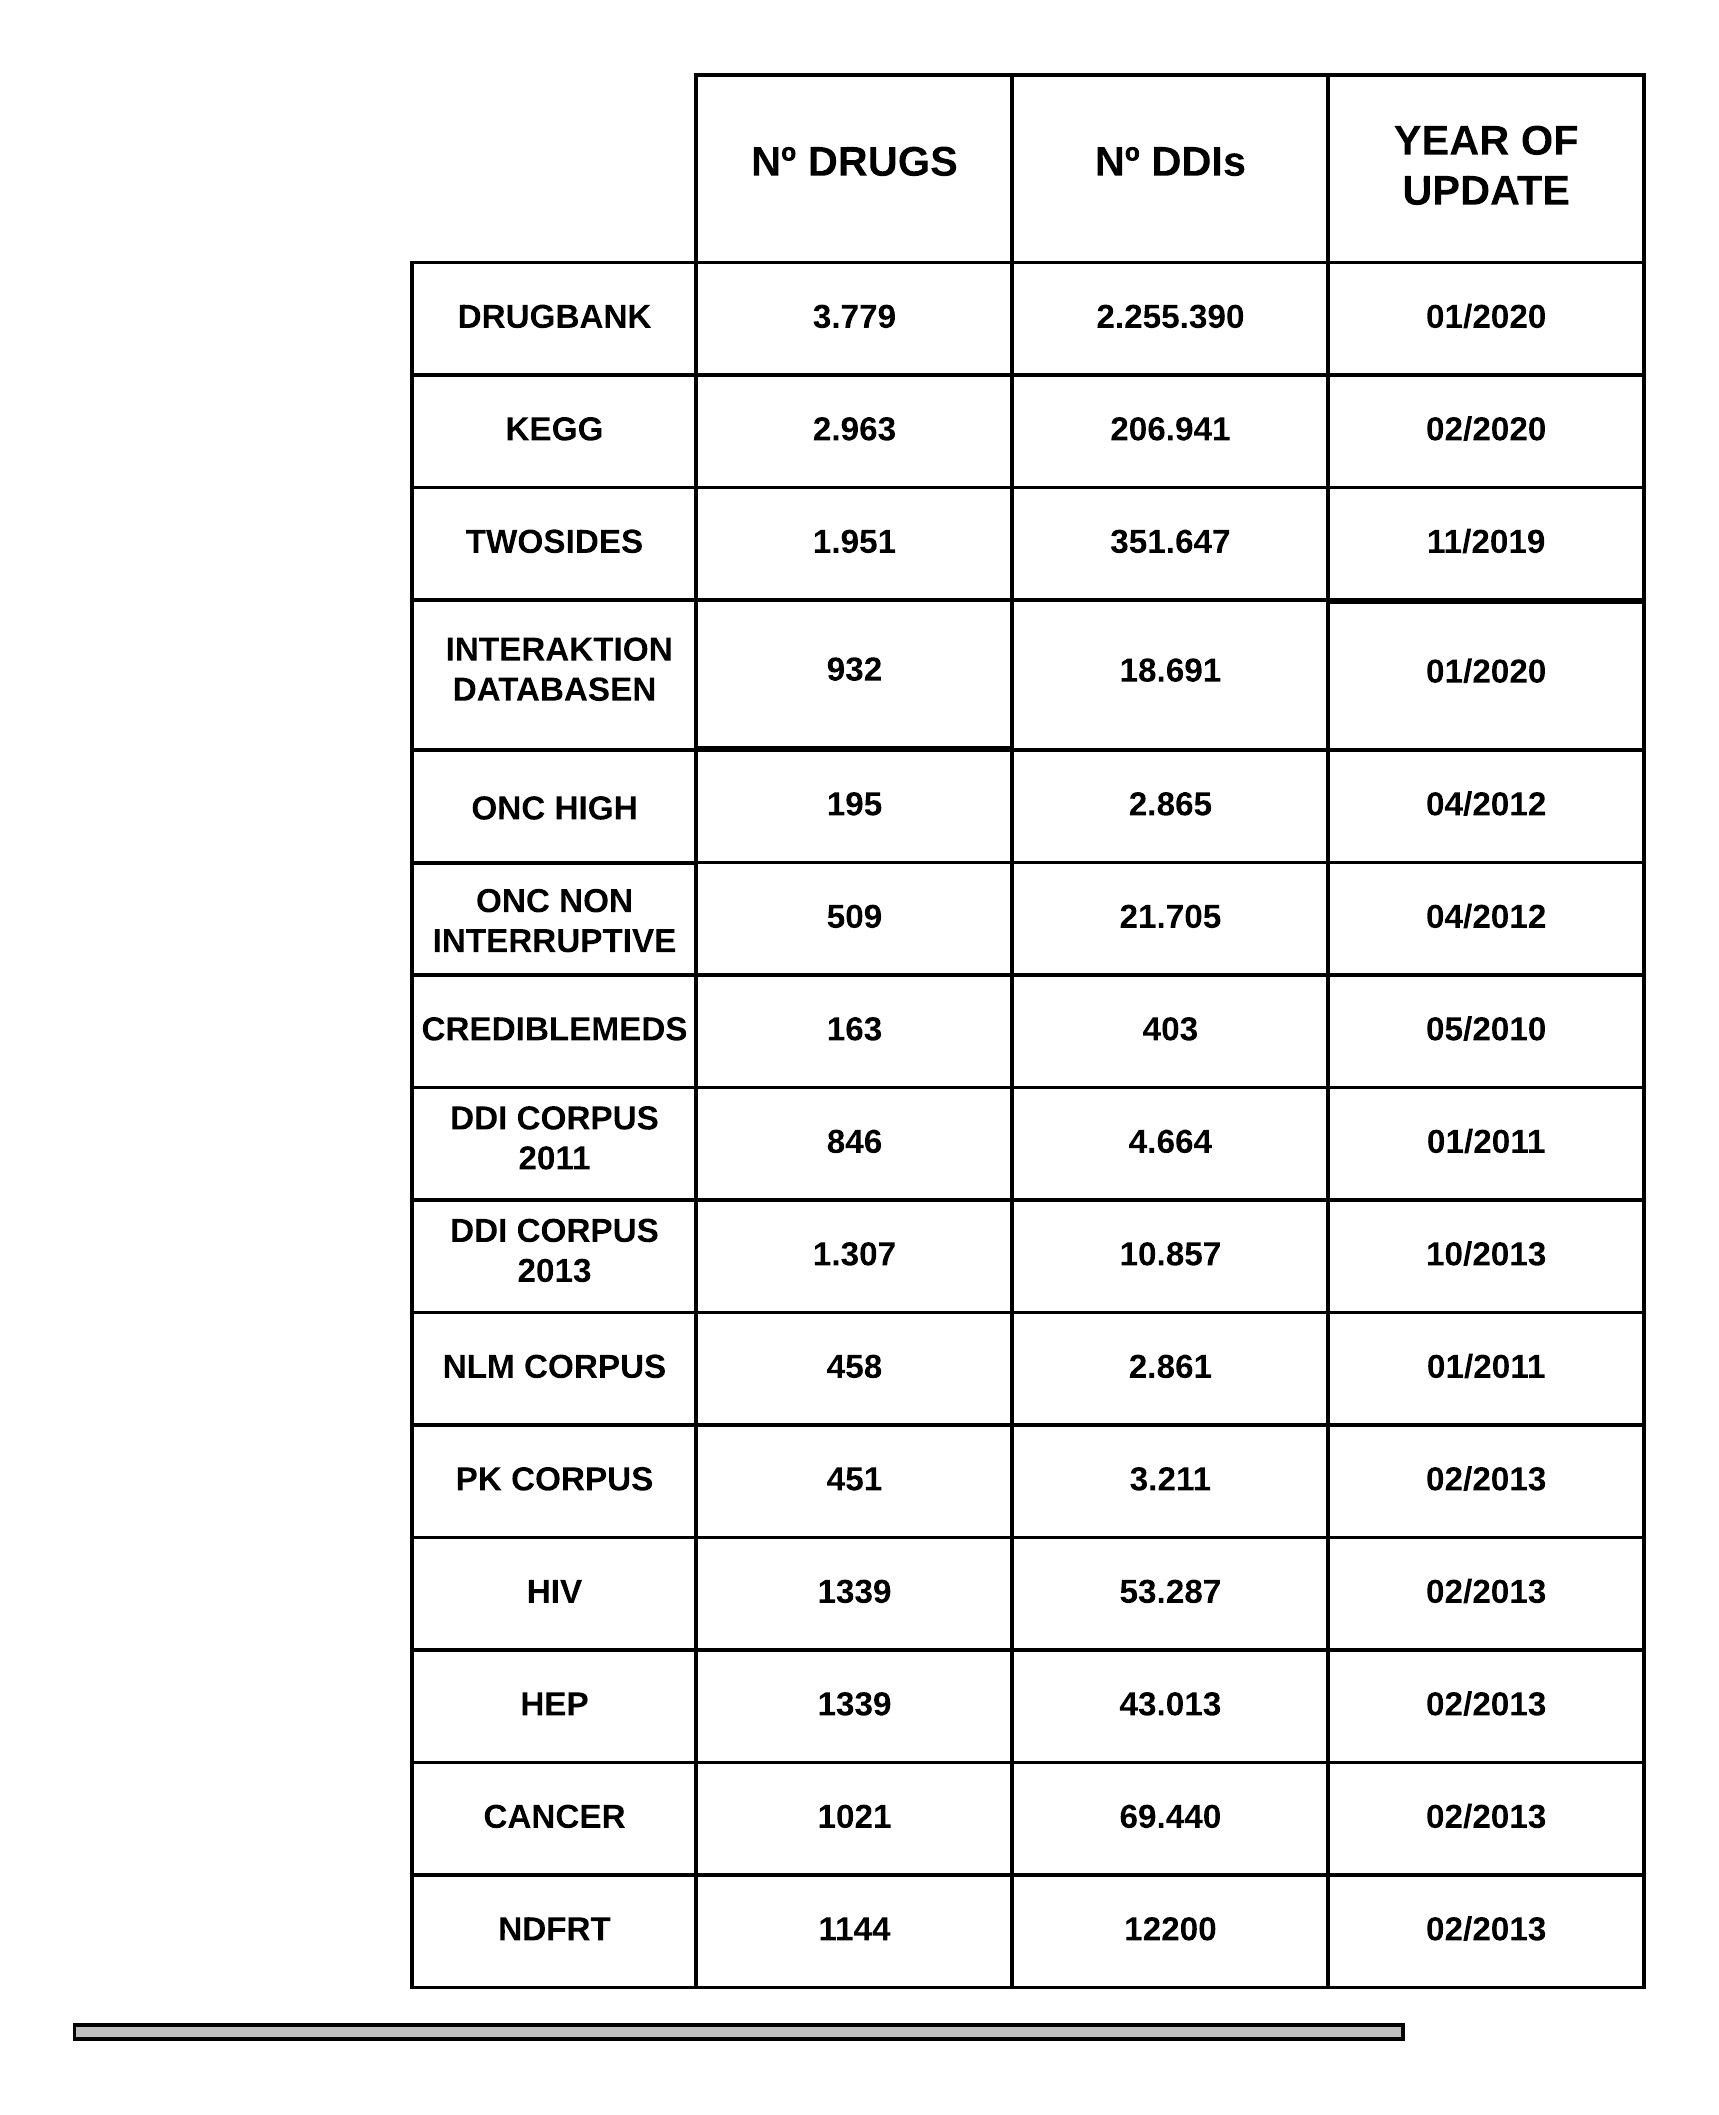 Nº DRUGS Nº DDIs YEAR OF
UPDATE
DRUGBANK 3.779 2.255.390 01/2020
KEGG 2.963 206.941 02/2020
TWOSIDES 1.951 351.647 11/2019
INTERAKTION
DATABASEN 932 18.691 01/2020
ONC HIGH 195 2.865 04/2012
ONC NON
INTERRUPTIVE 509 21.705 04/2012
CREDIBLEMEDS 163 403 05/2010
DDI CORPUS
2011 846 4.664 01/2011
DDI CORPUS
2013 1.307 10.857 10/2013
NLM CORPUS 458 2.861 01/2011
PK CORPUS 451 3.211 02/2013
HIV 1339 53.287 02/2013
HEP 1339 43.013 02/2013
CANCER 1021 69.440 02/2013
NDFRT 1144 12200 02/2013